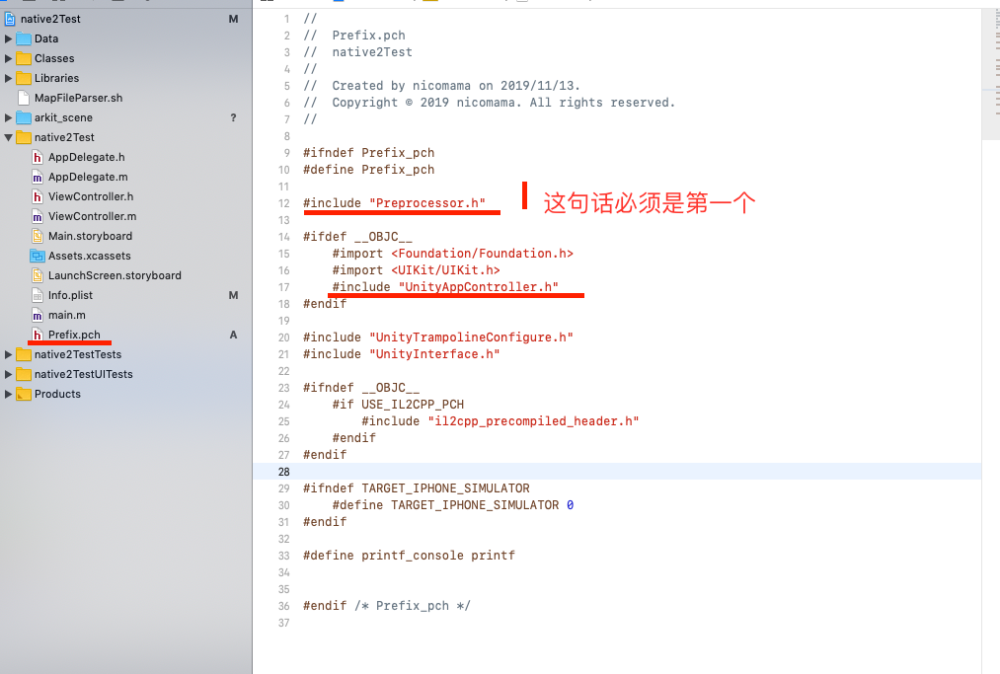 native2Test M
Data
Classes
Libraries
MapFileParser.sh
arkit_scene ?
native2Test
AppDelegate.h
AppDelegate.m
ViewController.h
ViewController.m
Main.storyboard
Assets.xcassets
LaunchScreen.storyboard
Info.plist M
main.m
Prefix.pch A
native2TestTests
native2TestUITests
Products
1 //
2 //  Prefix.pch
3 //  native2Test
4 //
5 //  Created by nicomama on 2019/11/13.
6 //  Copyright © 2019 nicomama. All rights reserved.
7 //
8
9 #ifndef Prefix_pch
10 #define Prefix_pch
11
12 #include "Preprocessor.h" 这句话必须是第一个
13
14 #ifdef __OBJC__
15     #import <Foundation/Foundation.h>
16     #import <UIKit/UIKit.h>
17     #include "UnityAppController.h"
18 #endif
19
20 #include "UnityTrampolineConfigure.h"
21 #include "UnityInterface.h"
22
23 #ifndef __OBJC__
24     #if USE_IL2CPP_PCH
25         #include "il2cpp_precompiled_header.h"
26     #endif
27 #endif
28
29 #ifndef TARGET_IPHONE_SIMULATOR
30     #define TARGET_IPHONE_SIMULATOR 0
31 #endif
32
33 #define printf_console printf
34
35
36 #endif /* Prefix_pch */
37